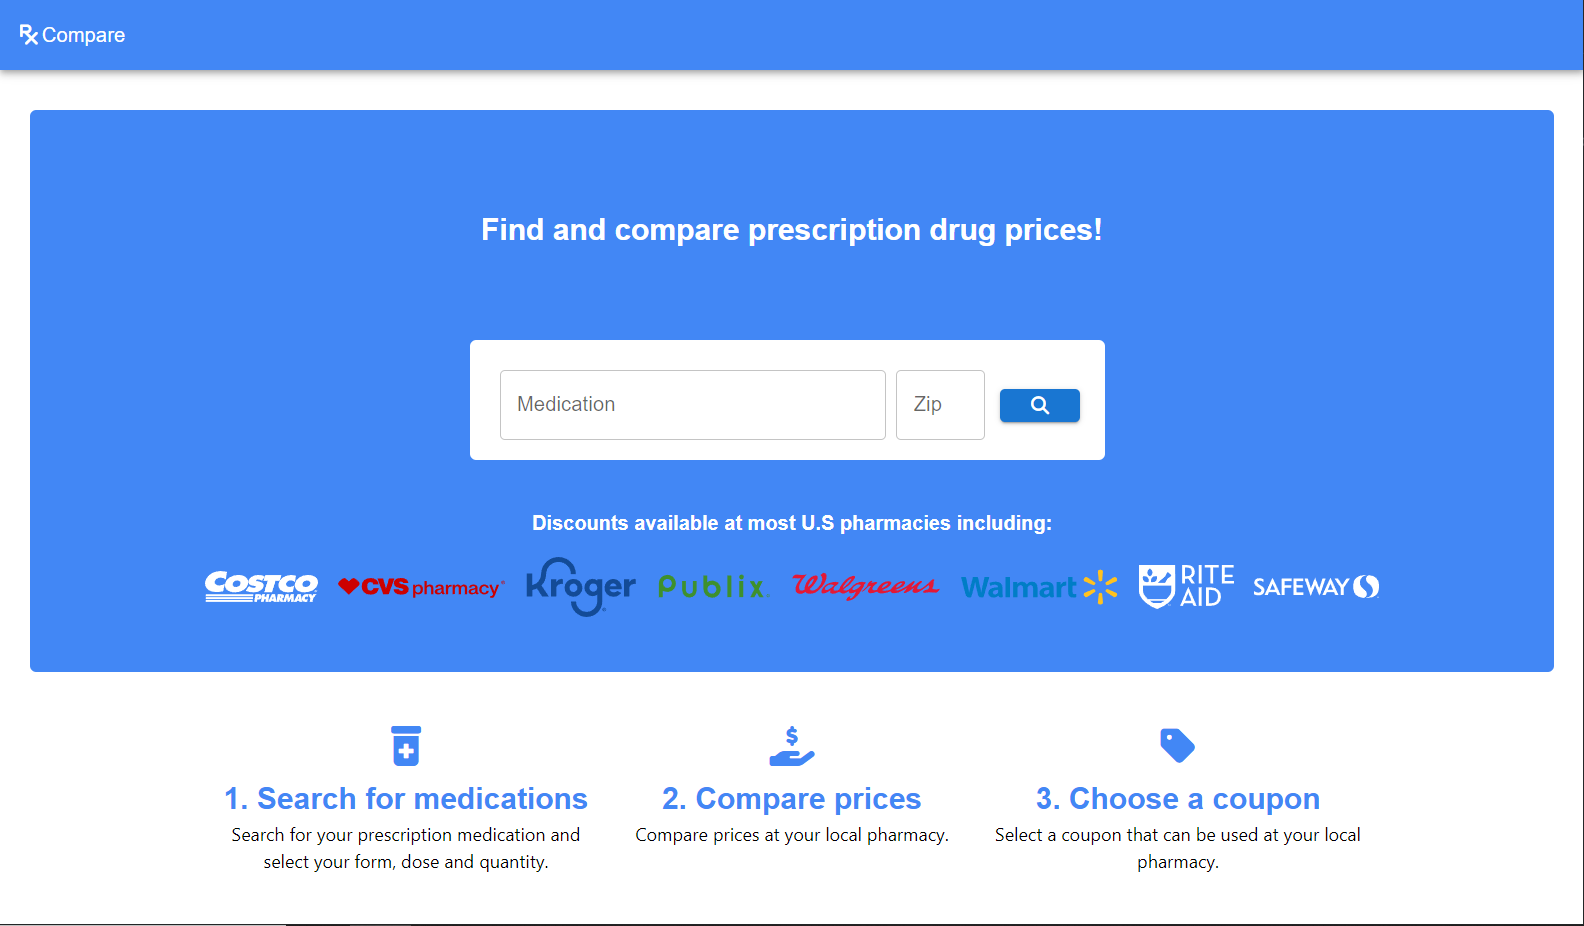 Rx Compare
Find and compare prescription drug prices!
Medication
Zip
Discounts available at most U.S pharmacies including:
COSTCO PHARMACY
CVS pharmacy
Kroger
Publix
Walgreens
Walmart
RITE AID
SAFEWAY
$
1. Search for medications
Search for your prescription medication and
select your form, dose and quantity.
2. Compare prices
Compare prices at your local pharmacy.
3. Choose a coupon
Select a coupon that can be used at your local
pharmacy.